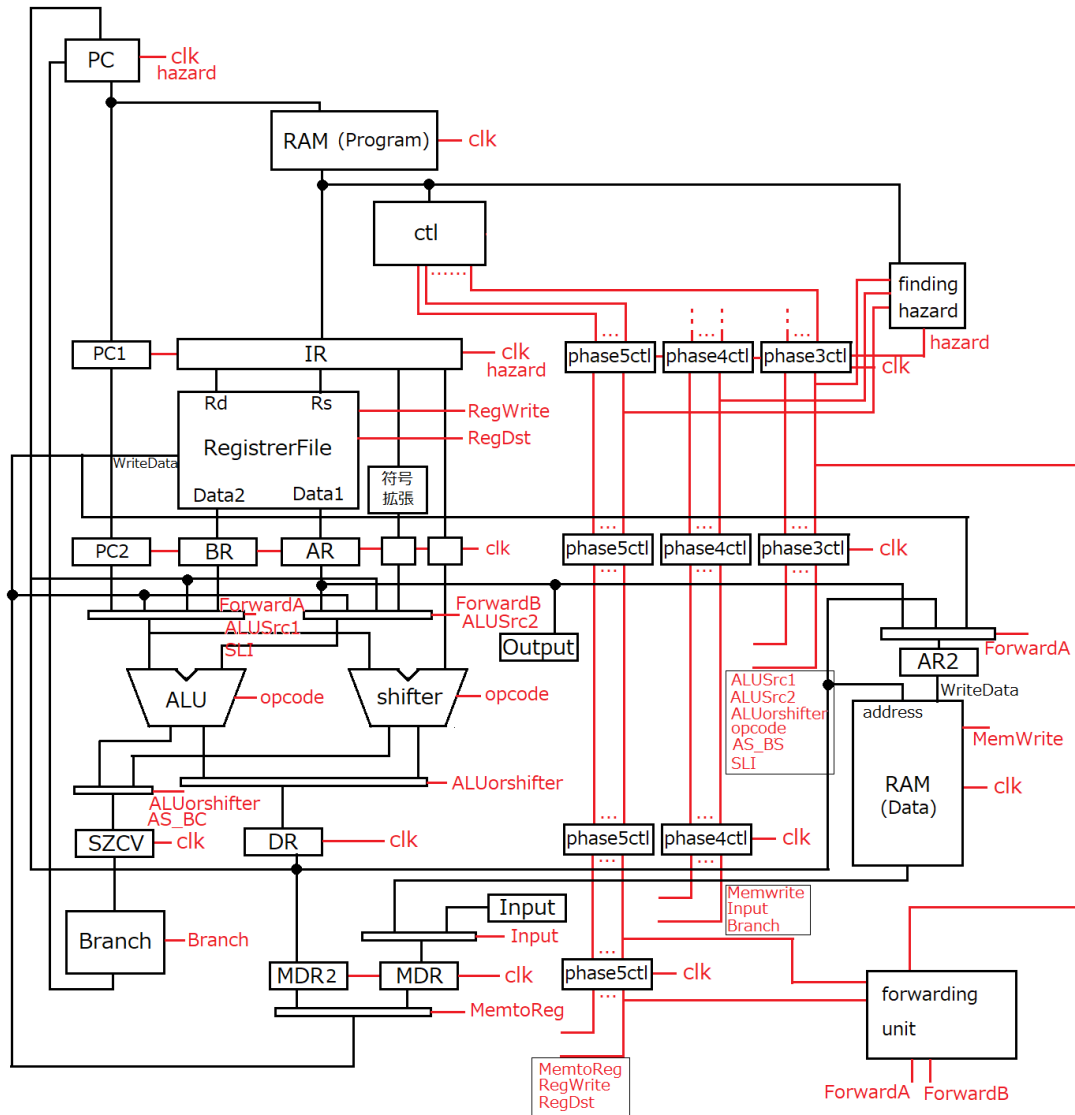 PC
clk
hazard
RAM (Program)
clk
ctl
......
finding
hazard
hazard
...
...
...
PC1
IR
clk
hazard
phase5ctl
phase4ctl
phase3ctl
clk
Rd
Rs
RegWrite
RegDst
RegistrerFile
WriteData
符号
拡張
Data2
Data1
...
...
...
PC2
BR
AR
clk
phase5ctl
phase4ctl
phase3ctl
clk
...
...
...
ForwardA
ALUSrc1
SLI
ForwardB
ALUSrc2
Output
ForwardA
AR2
WriteData
ALU
opcode
shifter
opcode
ALUSrc1
ALUSrc2
ALUorshifter
opcode
AS_BS
SLI
address
MemWrite
RAM
(Data)
clk
ALUorshifter
ALUorshifter
AS_BC
...
...
SZCV
clk
DR
clk
phase5ctl
phase4ctl
clk
...
...
Memwrite
Input
Branch
Input
Input
Branch
Branch
...
MDR2
MDR
clk
phase5ctl
clk
...
forwarding
unit
MemtoReg
MemtoReg
RegWrite
RegDst
ForwardA
ForwardB